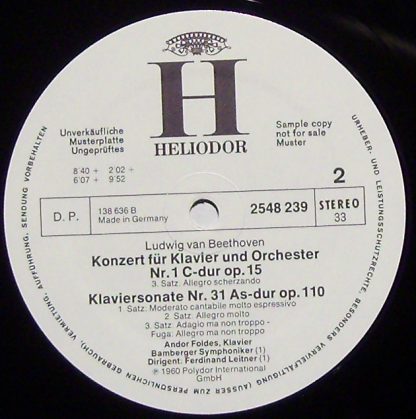 H
HELIODOR
Unverkäufliche
Musterplatte
Ungeprüftes
Sample copy
not for sale
Muster
8'40 + 2'02 +
6'07 + 9'52
2
D. P.
138 636 B
Made in Germany
2548 239
STEREO
33
Ludwig van Beethoven
Konzert für Klavier und Orchester
Nr. 1 C-dur op. 15
3. Satz: Allegro scherzando
Klaviersonate Nr. 31 As-dur op. 110
1. Satz: Moderato cantabile molto espressivo
2. Satz: Allegro molto
3. Satz: Adagio ma non troppo -
Fuga: Allegro ma non troppo
Andor Foldes, Klavier
Bamberger Symphoniker (1)
Dirigent: Ferdinand Leitner (1)
℗ 1960 Polydor International
GmbH
URHEBER- UND LEISTUNGSSCHUTZRECHTE, BESONDERS VERVIELFÄLTIGUNG (AUSSER ZUM PERSÖNLICHEN GEBRAUCH), VERMIETUNG, AUFFÜHRUNG, SENDUNG VORBEHALTEN